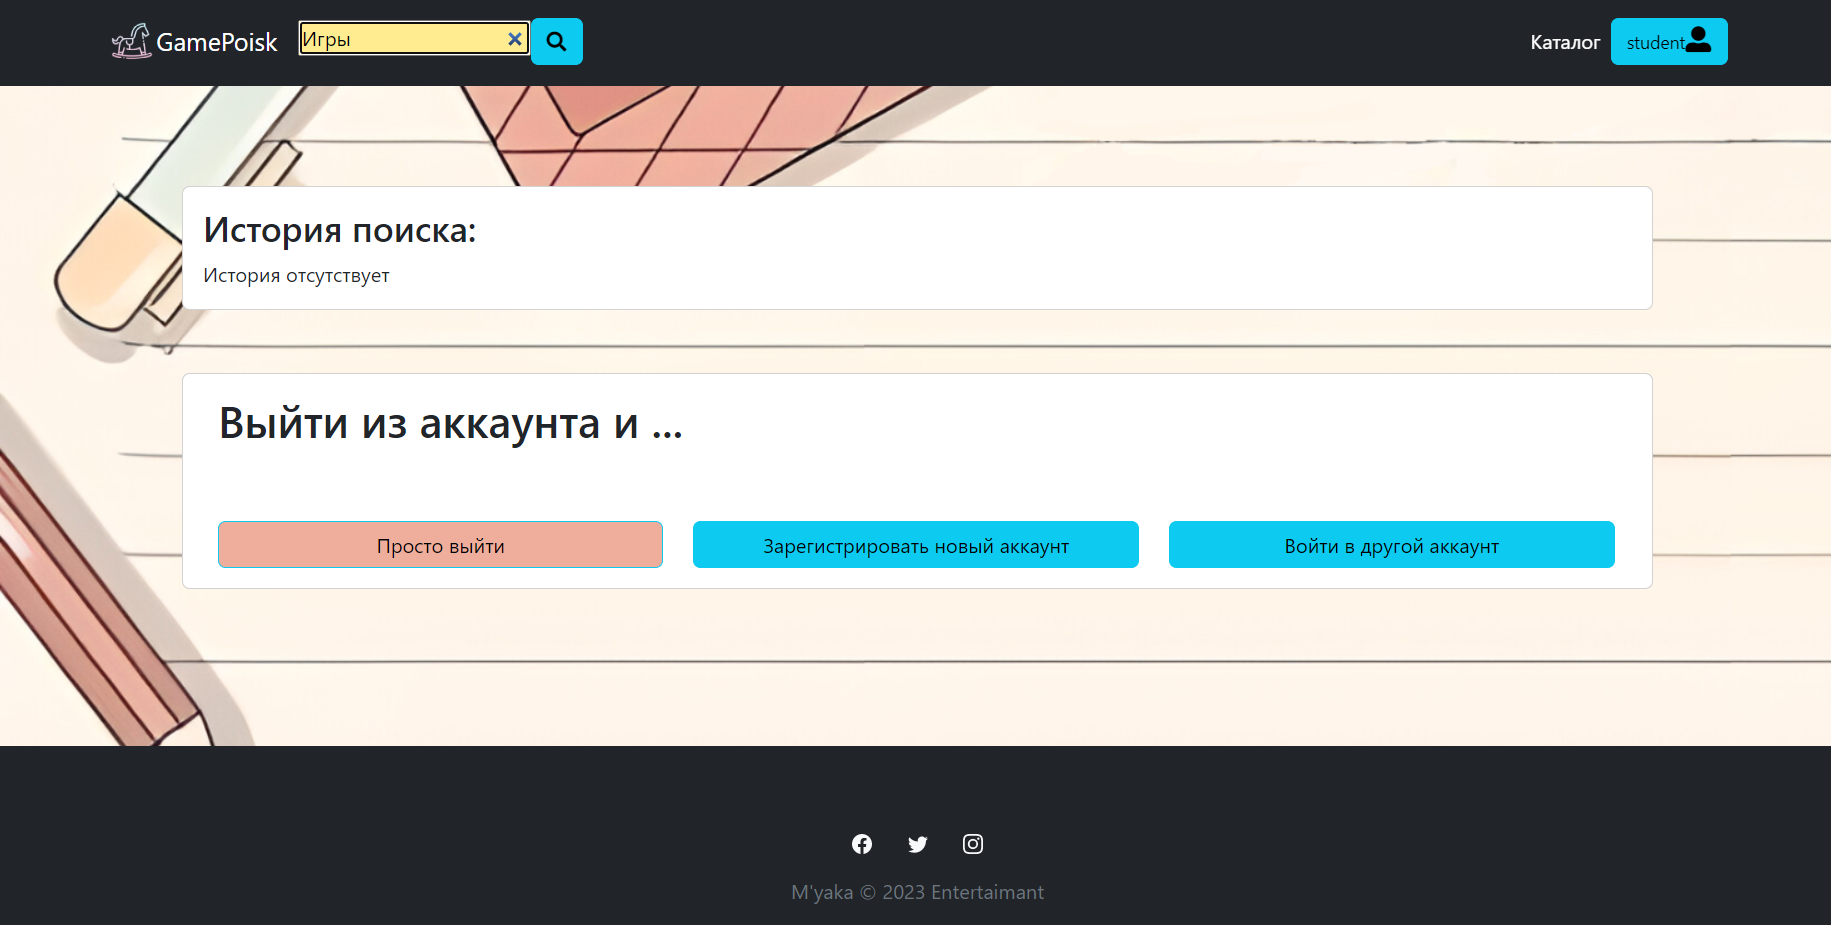 GamePoisk
Игры
Каталог
student
История поиска:
История отсутствует
Выйти из аккаунта и ...
Просто выйти
Зарегистрировать новый аккаунт
Войти в другой аккаунт
M'yaka © 2023 Entertaimant